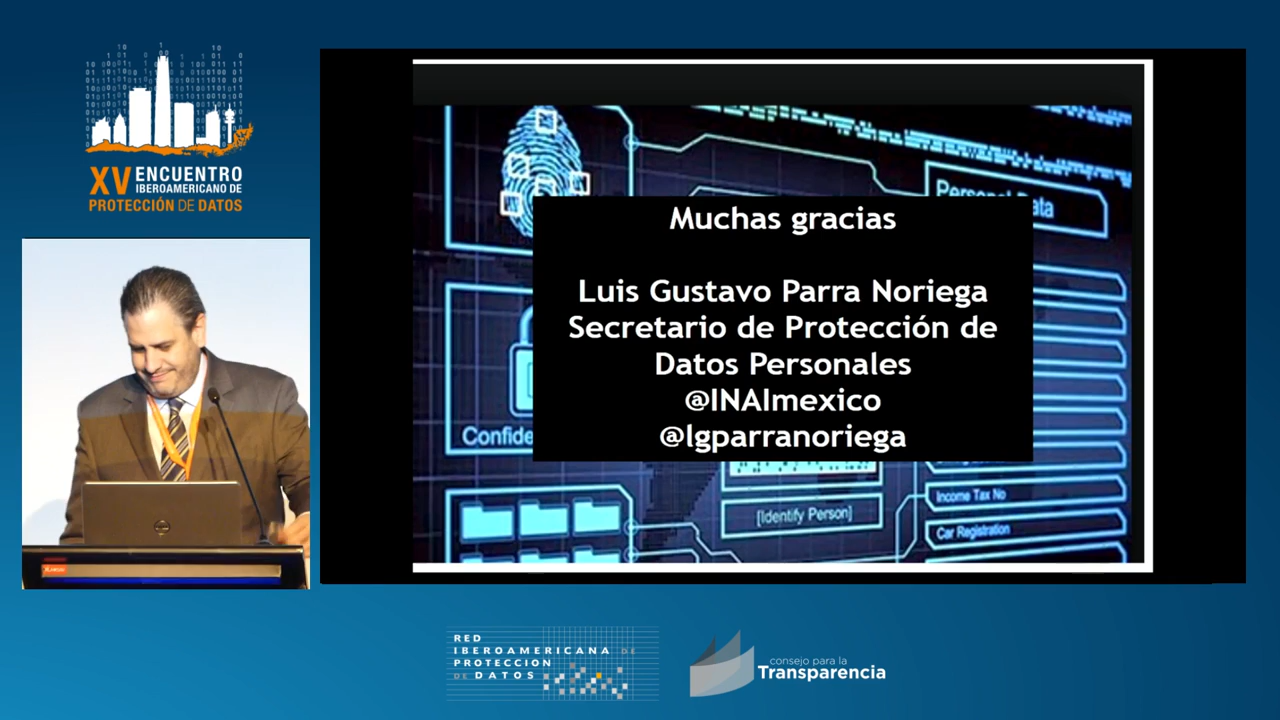 XV ENCUENTRO
IBEROAMERICANO DE
PROTECCIÓN DE DATOS
Personal Data
Muchas gracias
Luis Gustavo Parra Noriega
Secretario de Protección de
Datos Personales
@INAImexico
@lgparranoriega
Confide
[Identify Person]
Income Tax No
Car Registration
RED
IBEROAMERICANA DE
PROTECCION
DE DATOS
consejo para la
Transparencia